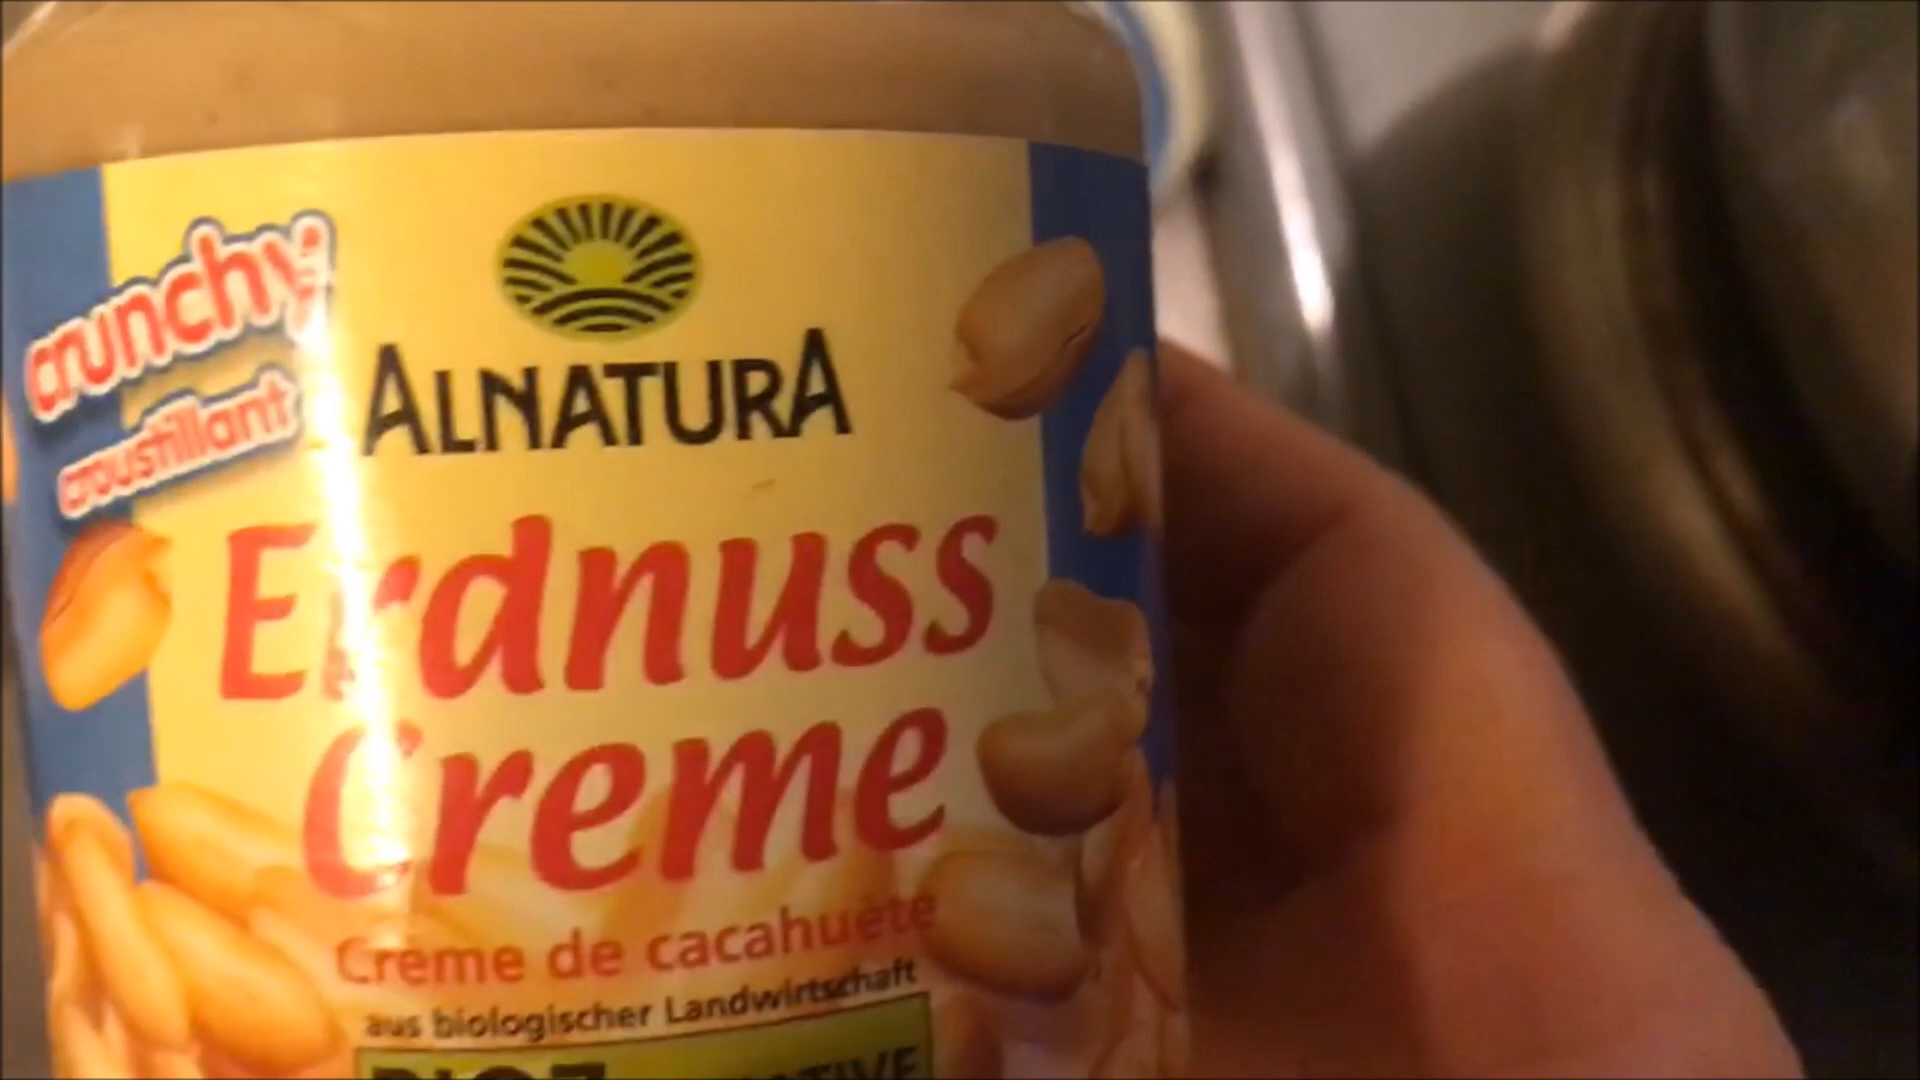 crunchy
croustillant
ALNATURA
Erdnuss
Creme
Crème de cacahuète
aus biologischer Landwirtschaft